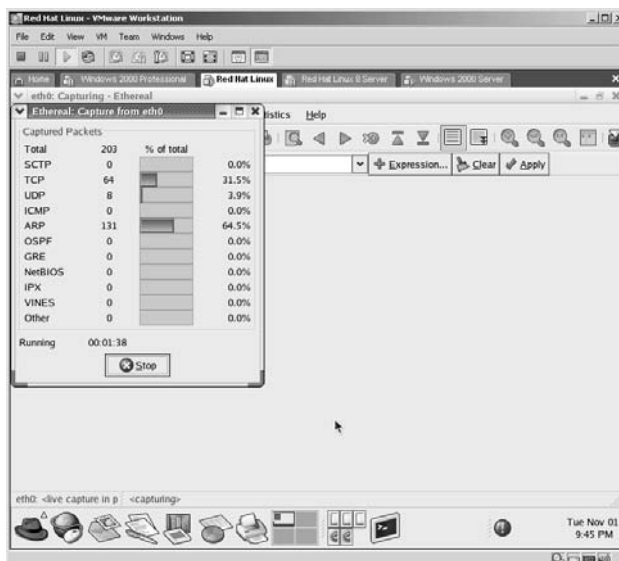 Red Hat Linux - VMware Workstation
File Edit View VM Team Windows Help
Home Windows 2000 Professional Red Hat Linux Red Hat Linux 8 Server Windows 2000 Server
eth0: Capturing - Ethereal
Ethereal: Capture from eth0
istics Help
Captured Packets
Total 203 % of total
SCTP 0 0.0%
TCP 64 31.5%
UDP 8 3.9%
ICMP 0 0.0%
ARP 131 64.5%
OSPF 0 0.0%
GRE 0 0.0%
NetBIOS 0 0.0%
IPX 0 0.0%
VINES 0 0.0%
Other 0 0.0%
Running 00:01:38
Stop
Expression... Clear Apply
eth0: <live capture in p <capturing>
Tue Nov 01
9:45 PM